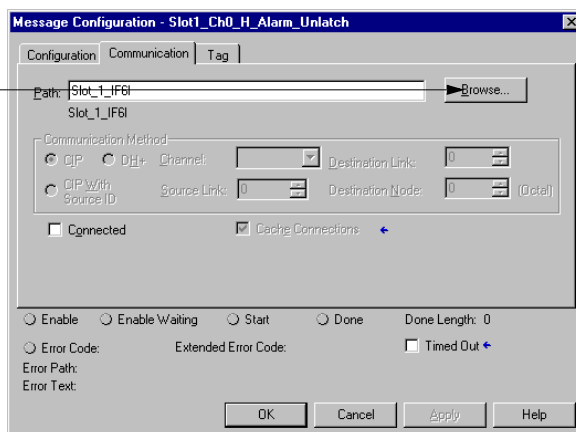 Message Configuration - Slot1_Ch0_H_Alarm_Unlatch
Configuration Communication Tag
Path: Slot_1_IF6I Browse...
Slot_1_IF6I
Communication Method
CIP DH+ Channel: Destination Link: 0
CIP With Source ID Source Link: 0 Destination Node: 0 (Octal)
Connected Cache Connections
Enable Enable Waiting Start Done Done Length: 0
Error Code: Extended Error Code: Timed Out
Error Path:
Error Text:
OK Cancel Apply Help